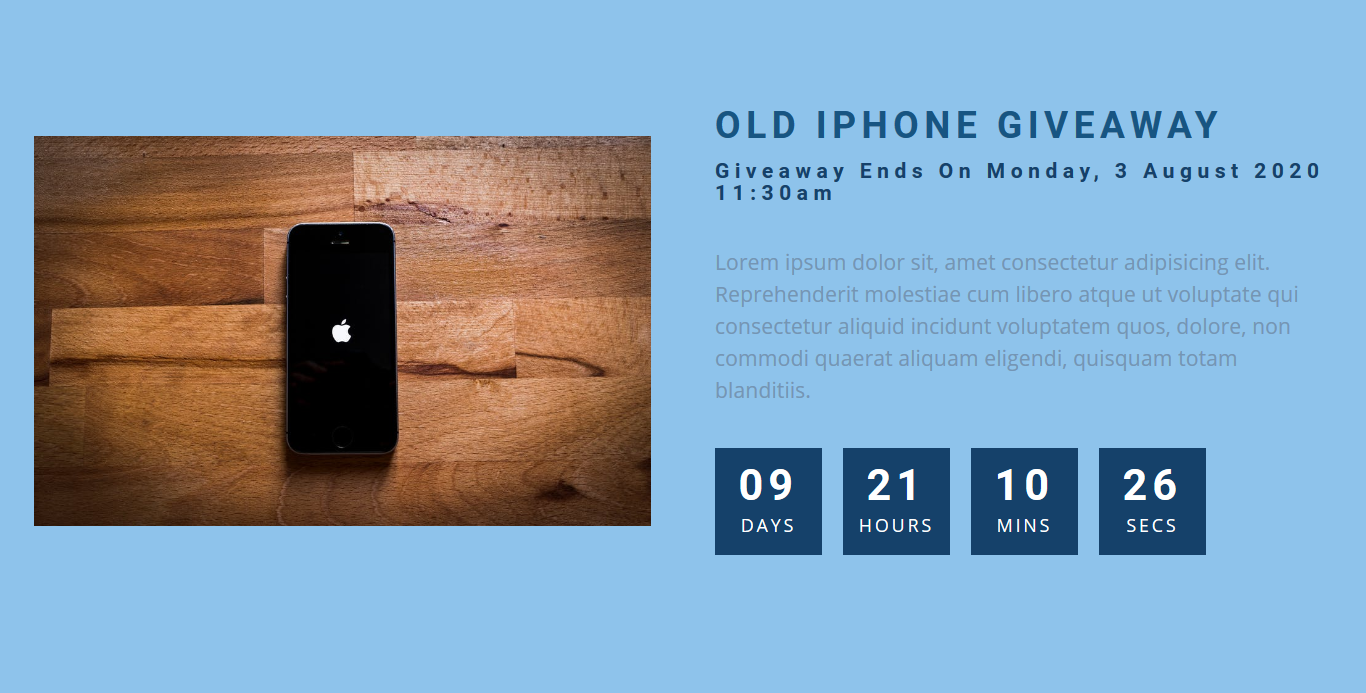 OLD IPHONE GIVEAWAY
Giveaway Ends On Monday, 3 August 2020
11:30am
Lorem ipsum dolor sit, amet consectetur adipisicing elit.
Reprehenderit molestiae cum libero atque ut voluptate qui
consectetur aliquid incidunt voluptatem quos, dolore, non
commodi quaerat aliquam eligendi, quisquam totam
blanditiis.
09 21 10 26
DAYS HOURS MINS SECS